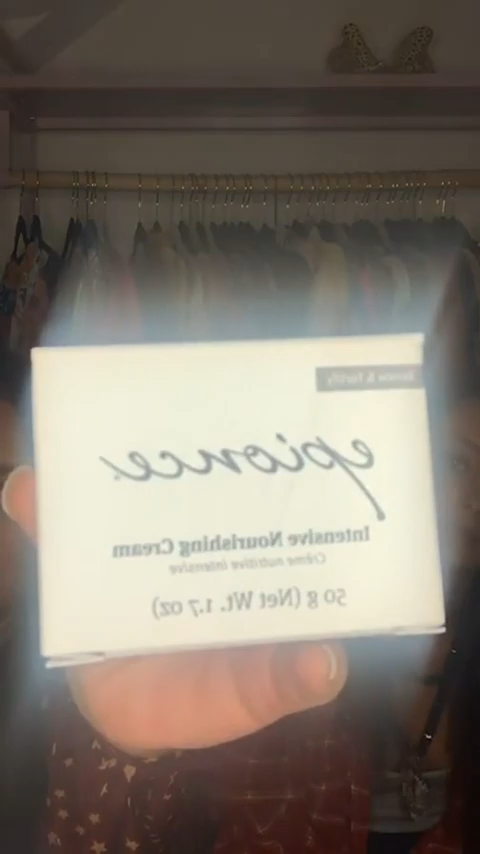 Renew & Fortify
epionce
Intensive Nourishing Cream
Crème nutritive intensive
50 g (Net Wt. 1.7 oz)